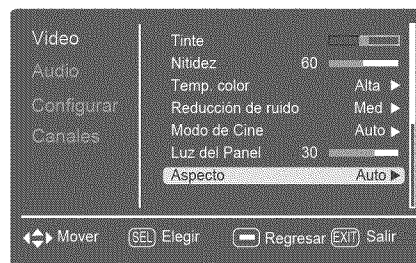 Video
Audio
Configurar
Canales
Tinte
Nitidez 60
Temp. color Alta
Reducción de ruido Med
Modo de Cine Auto
Luz del Panel 30
Aspecto Auto
Mover SEL Elegir Regresar EXIT Salir